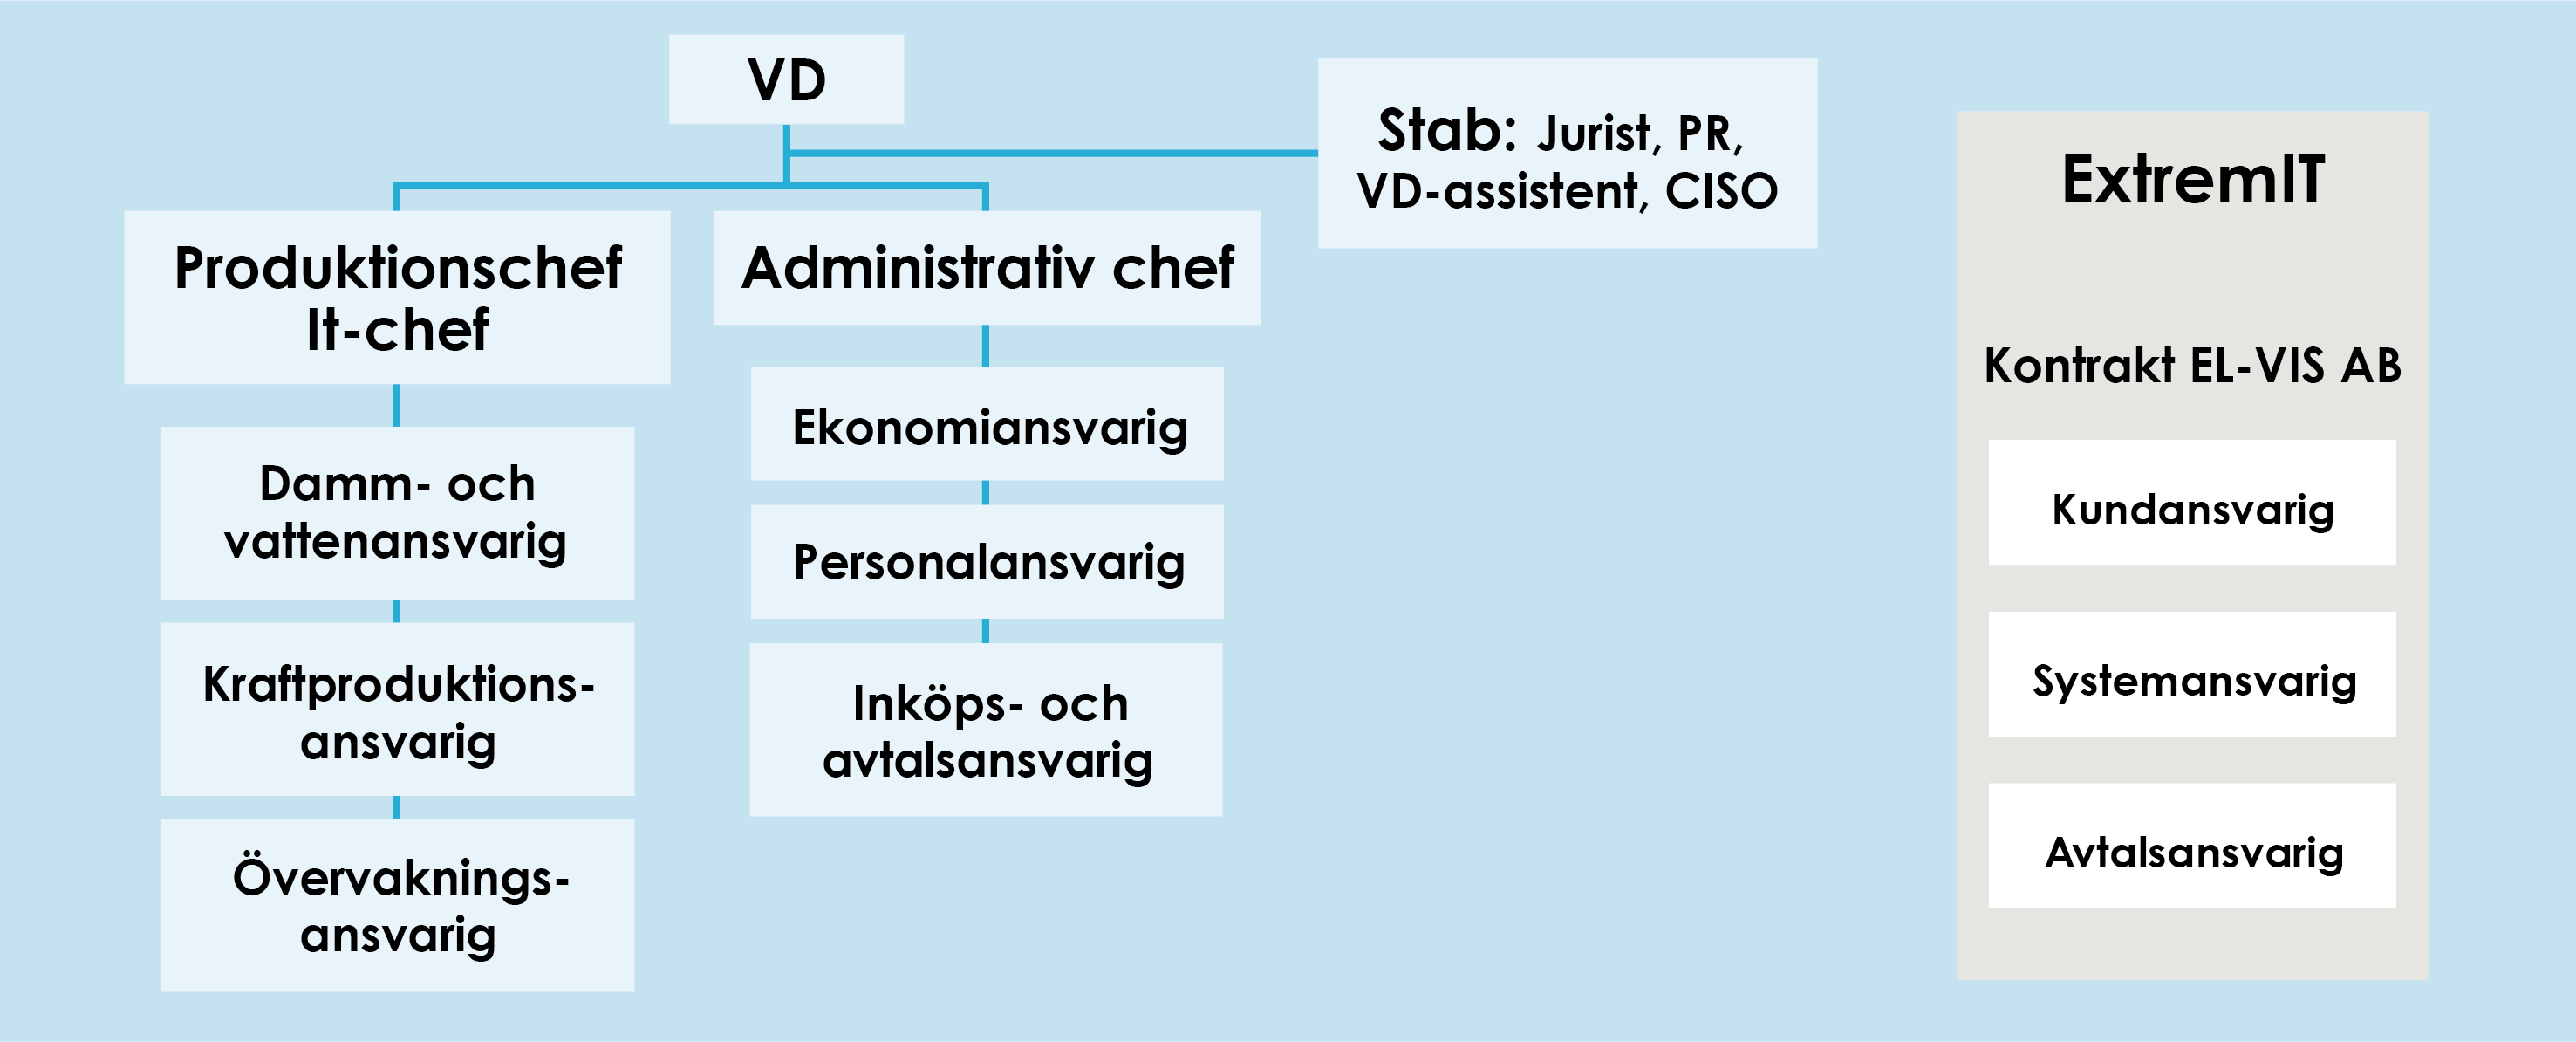 VD
Stab: Jurist, PR,
VD-assistent, CISO
Produktionschef
It-chef
Damm- och
vattenansvarig
Kraftproduktions-
ansvarig
Övervaknings-
ansvarig
Administrativ chef
Ekonomiansvarig
Personalansvarig
Inköps- och
avtalsansvarig
ExtremIT
Kontrakt EL-VIS AB
Kundansvarig
Systemansvarig
Avtalsansvarig